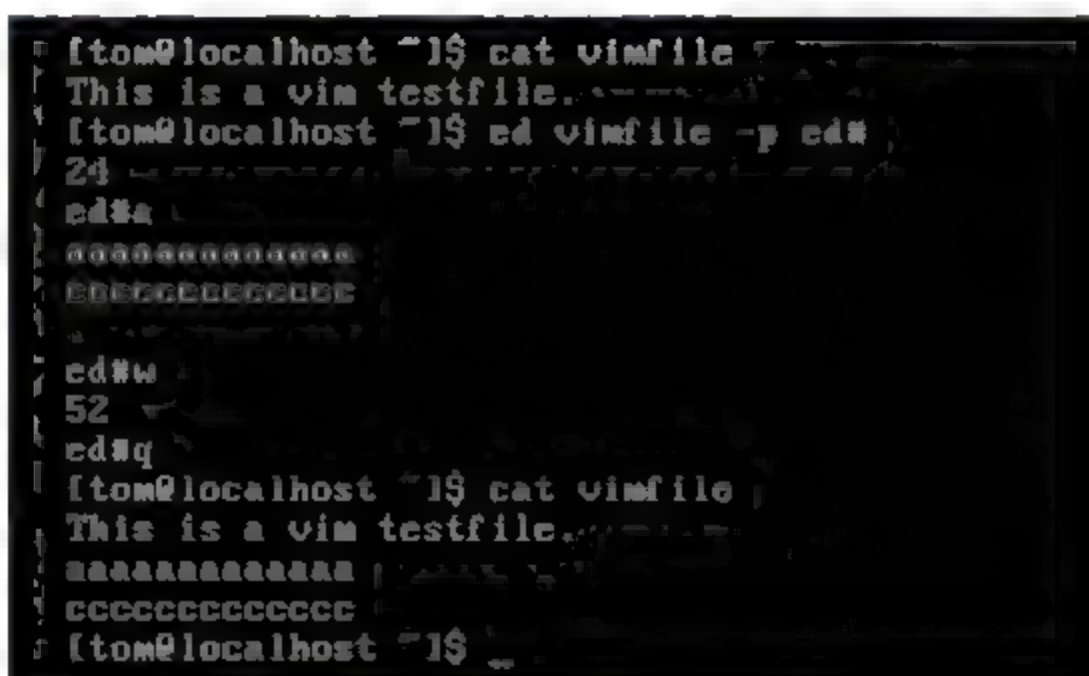 [tom@localhost ~]$ cat vimfile
This is a vim testfile.
[tom@localhost ~]$ ed vimfile -p ed#
24
ed#a
aaaaaaaaaaaaa
ccccccccccccc
.
ed#w
52
ed#q
[tom@localhost ~]$ cat vimfile
This is a vim testfile.
aaaaaaaaaaaaa
ccccccccccccc
[tom@localhost ~]$ _